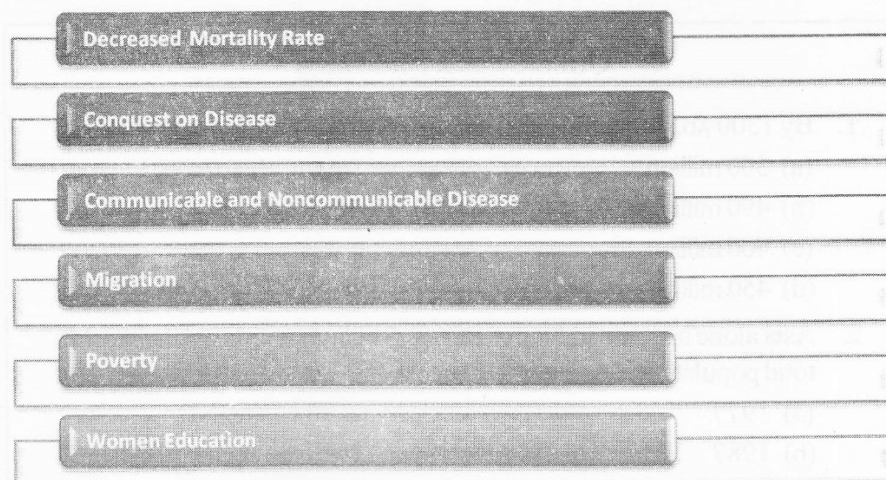 Decreased Mortality Rate
Conquest on Disease
Communicable and Noncommunicable Disease
Migration
Poverty
Women Education